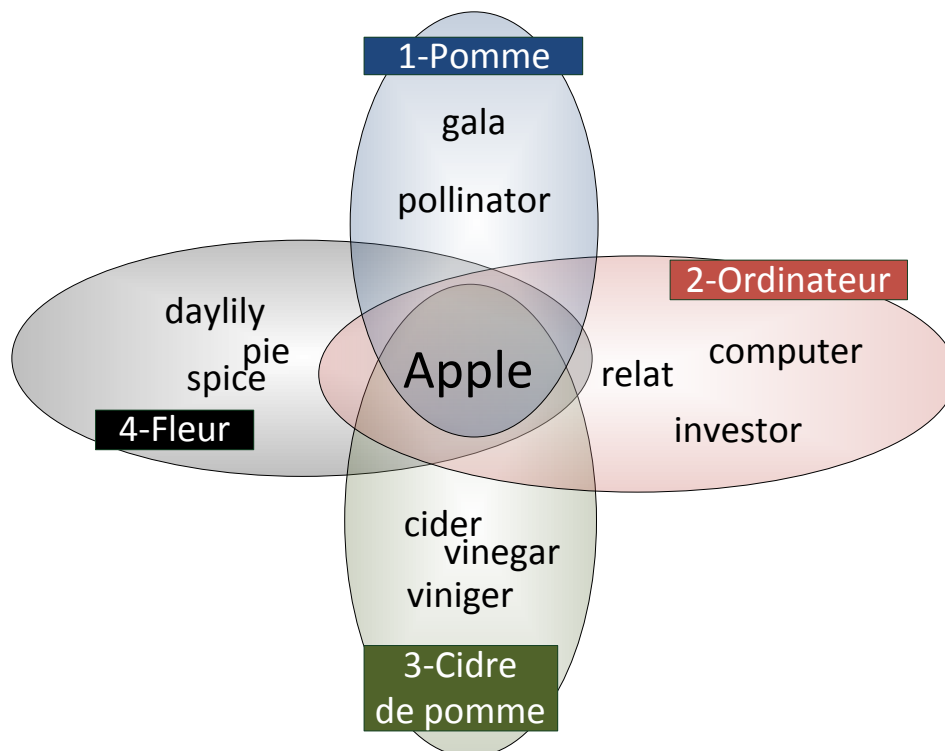 1-Pomme
gala
pollinator
2-Ordinateur
daylily
pie
spice
4-Fleur
Apple
relat
computer
investor
cider
vinegar
viniger
3-Cidre
de pomme